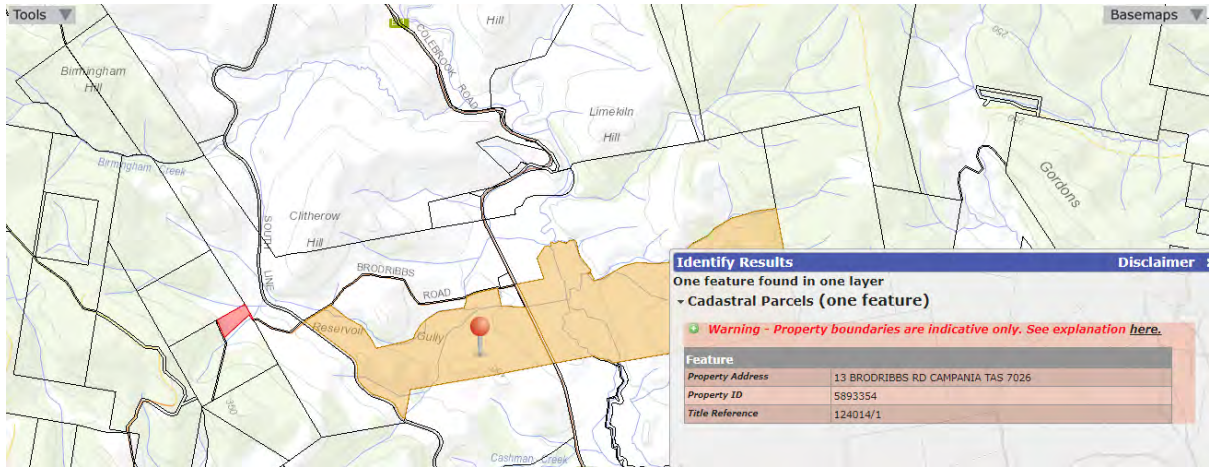 Tools
Basemaps
Hill
COLEBROOK ROAD
250
Birmingham
Hill
Limekiln
Hill
250
Birmingham Creek
Gordons
Clitherow
Hill
SOUTH LINE
BRODRIBBS ROAD
Reservoir Gully
350
Cashman Creek
Identify Results Disclaimer
One feature found in one layer
Cadastral Parcels (one feature)
Warning - Property boundaries are indicative only. See explanation here.
Feature
Property Address 13 BRODRIBBS RD CAMPANIA TAS 7026
Property ID 5893354
Title Reference 124014/1